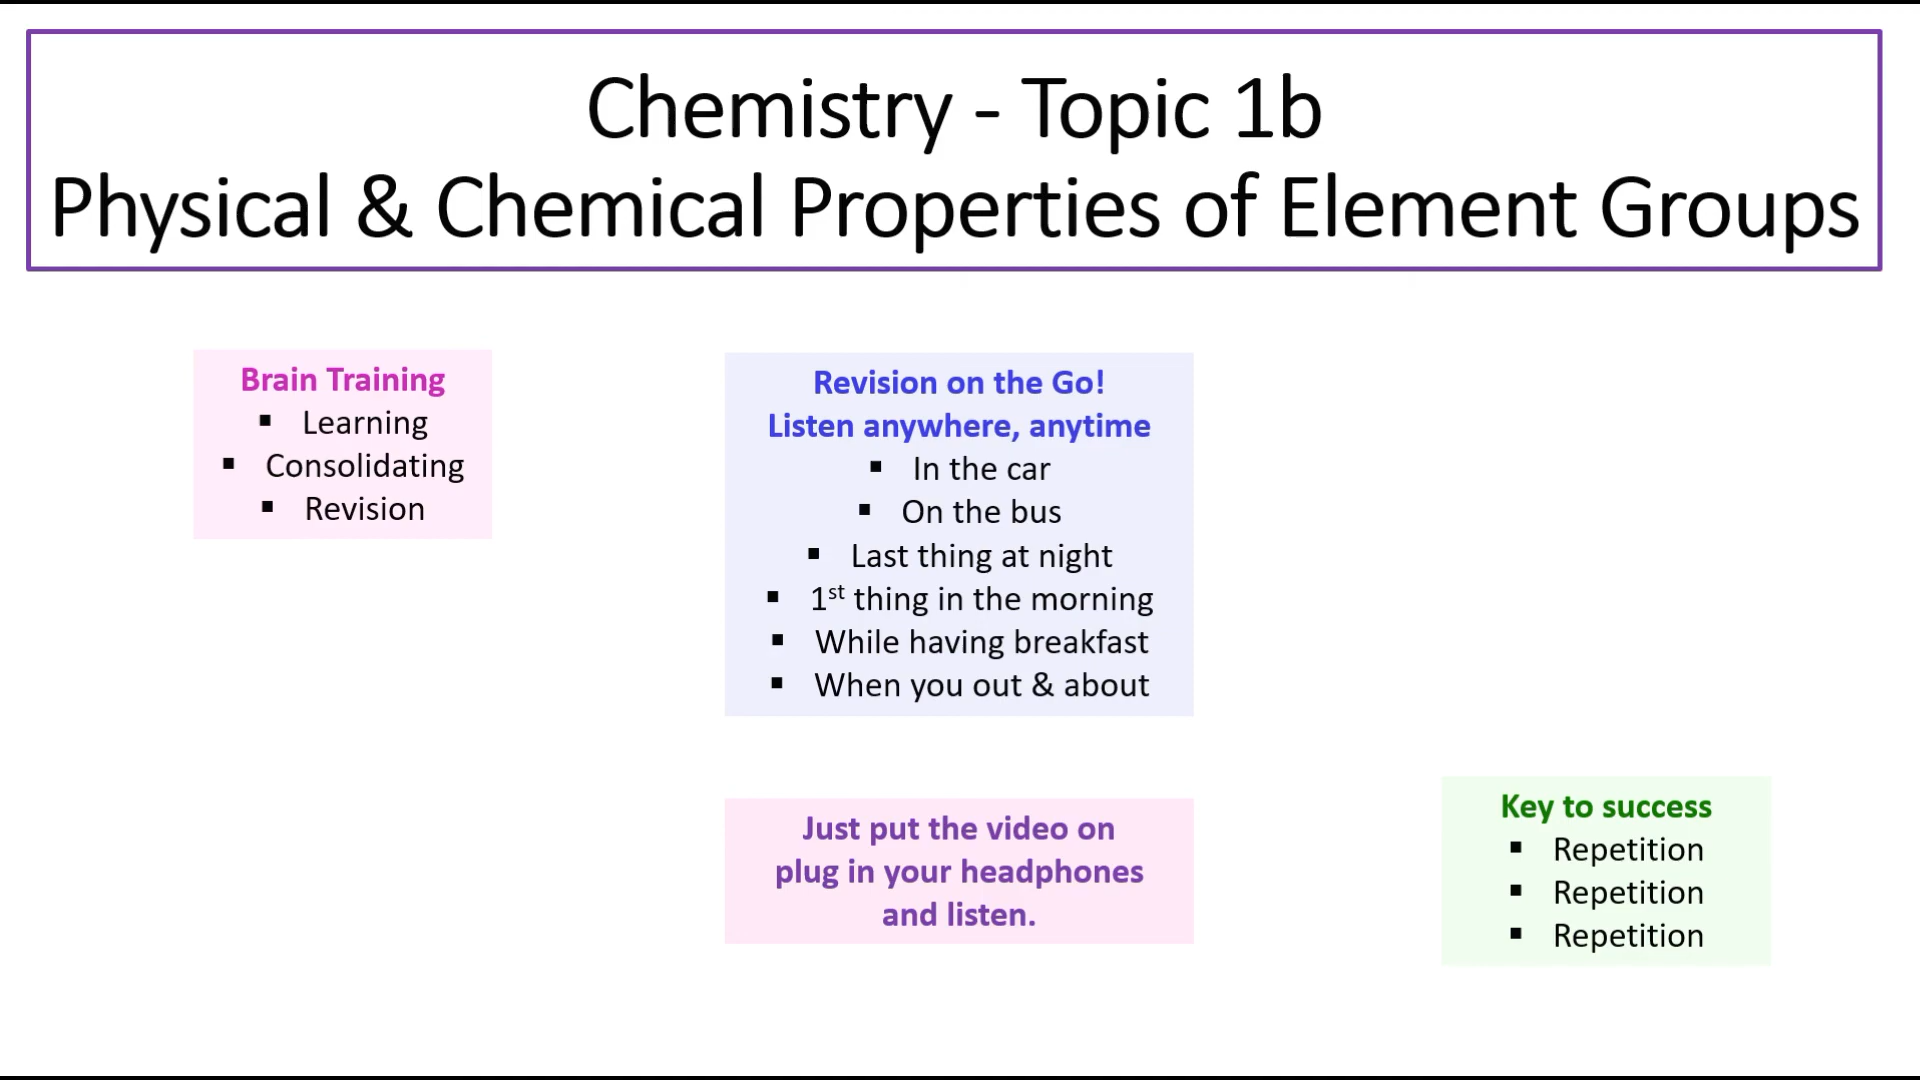 Chemistry - Topic 1b
Physical & Chemical Properties of Element Groups
Brain Training
▪ Learning
▪ Consolidating
▪ Revision
Revision on the Go!
Listen anywhere, anytime
▪ In the car
▪ On the bus
▪ Last thing at night
▪ 1st thing in the morning
▪ While having breakfast
▪ When you out & about
Just put the video on
plug in your headphones
and listen.
Key to success
▪ Repetition
▪ Repetition
▪ Repetition